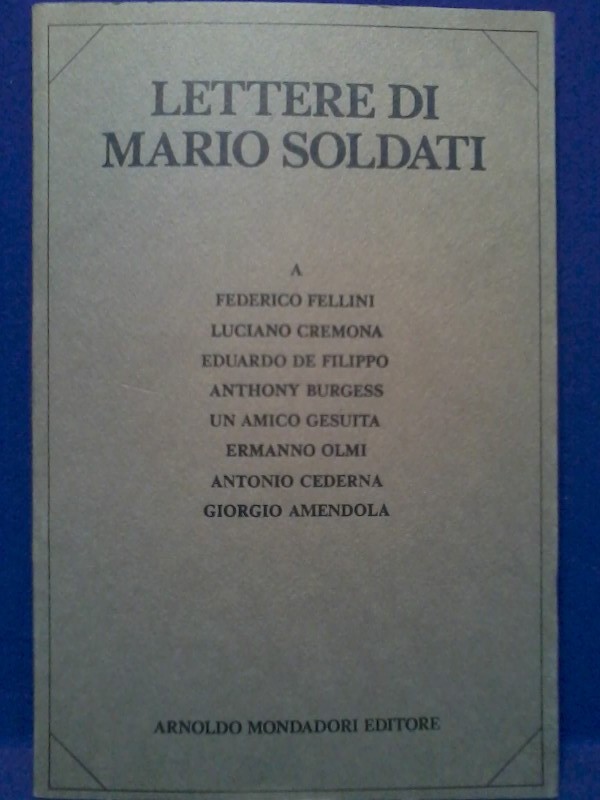 LETTERE DI
MARIO SOLDATI
A
FEDERICO FELLINI
LUCIANO CREMONA
EDUARDO DE FILIPPO
ANTHONY BURGESS
UN AMICO GESUITA
ERMANNO OLMI
ANTONIO CEDERNA
GIORGIO AMENDOLA
ARNOLDO MONDADORI EDITORE